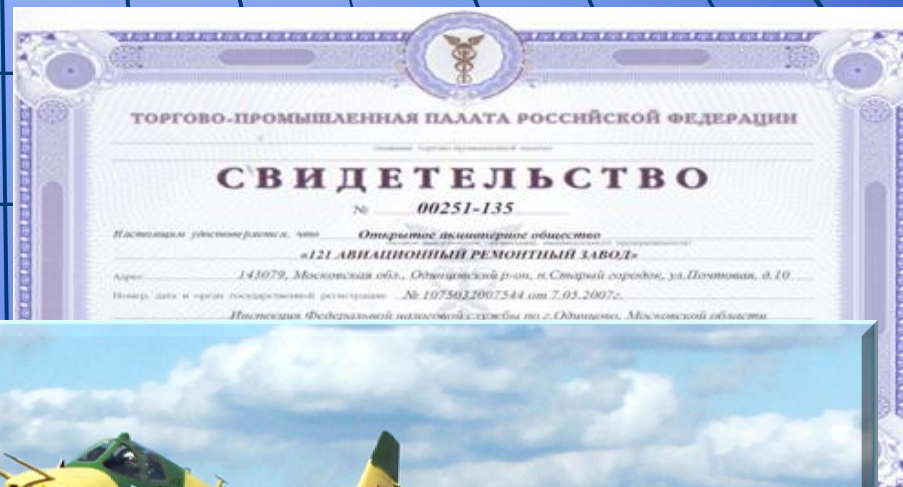 ТОРГОВО-ПРОМЫШЛЕННАЯ ПАЛАТА РОССИЙСКОЙ ФЕДЕРАЦИИ
СВИДЕТЕЛЬСТВО
№ 00251-135
Настоящим удостоверяется, что Открытое акционерное общество
«121 АВИАЦИОННЫЙ РЕМОНТНЫЙ ЗАВОД»
Адрес 143079, Московская обл., Одинцовский р-он, п.Старый городок, ул.Почтовая, д.10
Номер, дата и орган государственной регистрации № 1075032007544 от 7.05.2007г.
Инспекция Федеральной налоговой службы по г.Одинцово, Московской области